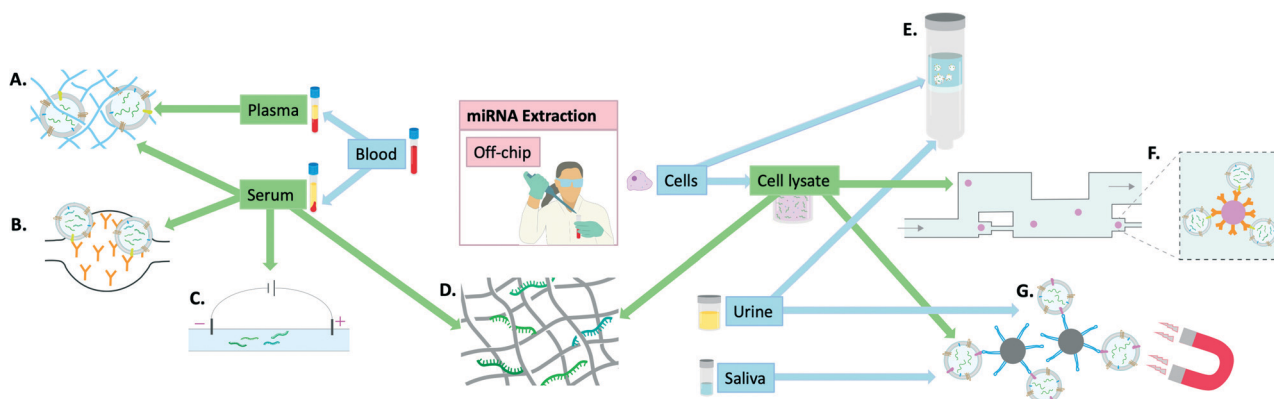 A.
Plasma
Blood
Serum
B.
C.
−
+
miRNA Extraction
Off-chip
D.
Cells
Cell lysate
E.
F.
Urine
G.
Saliva